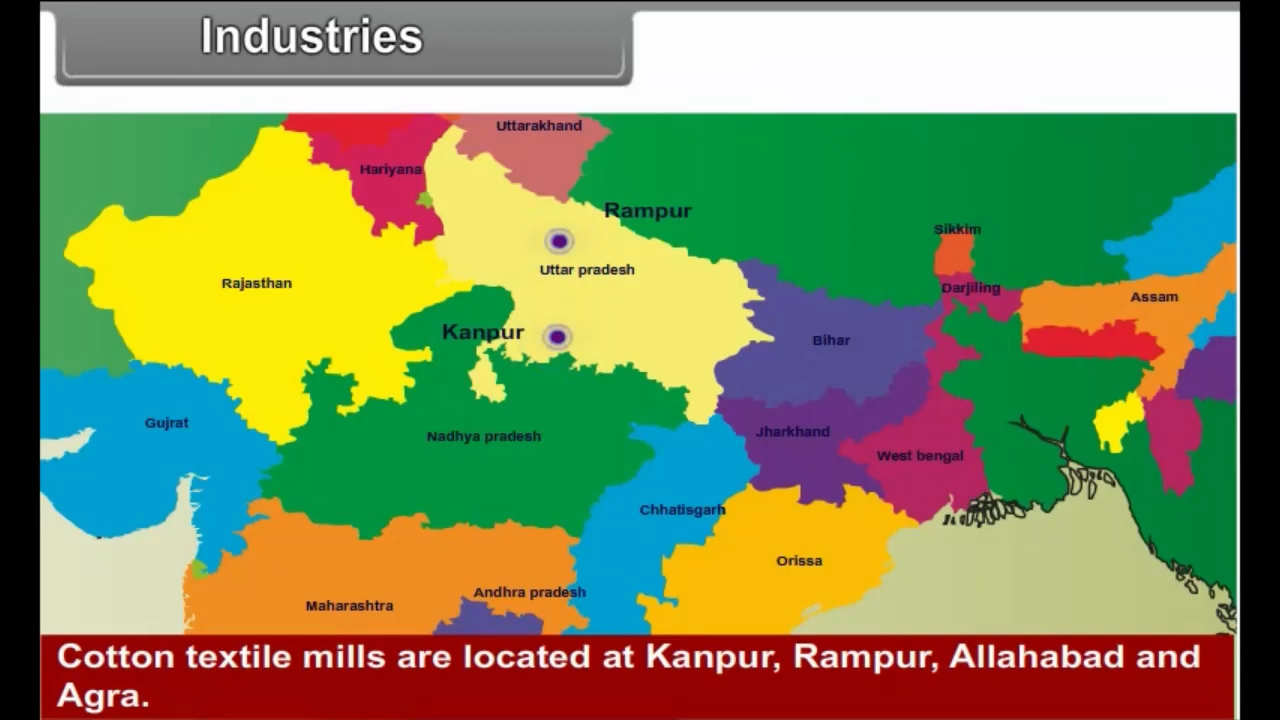 Industries
Uttarakhand
Hariyana
Rampur
Sikkim
Uttar pradesh
Rajasthan
Darjiling
Assam
Kanpur
Bihar
Gujrat
Nadhya pradesh
Jharkhand
West bengal
Chhatisgarh
Orissa
Andhra pradesh
Maharashtra
Cotton textile mills are located at Kanpur, Rampur, Allahabad and
Agra.